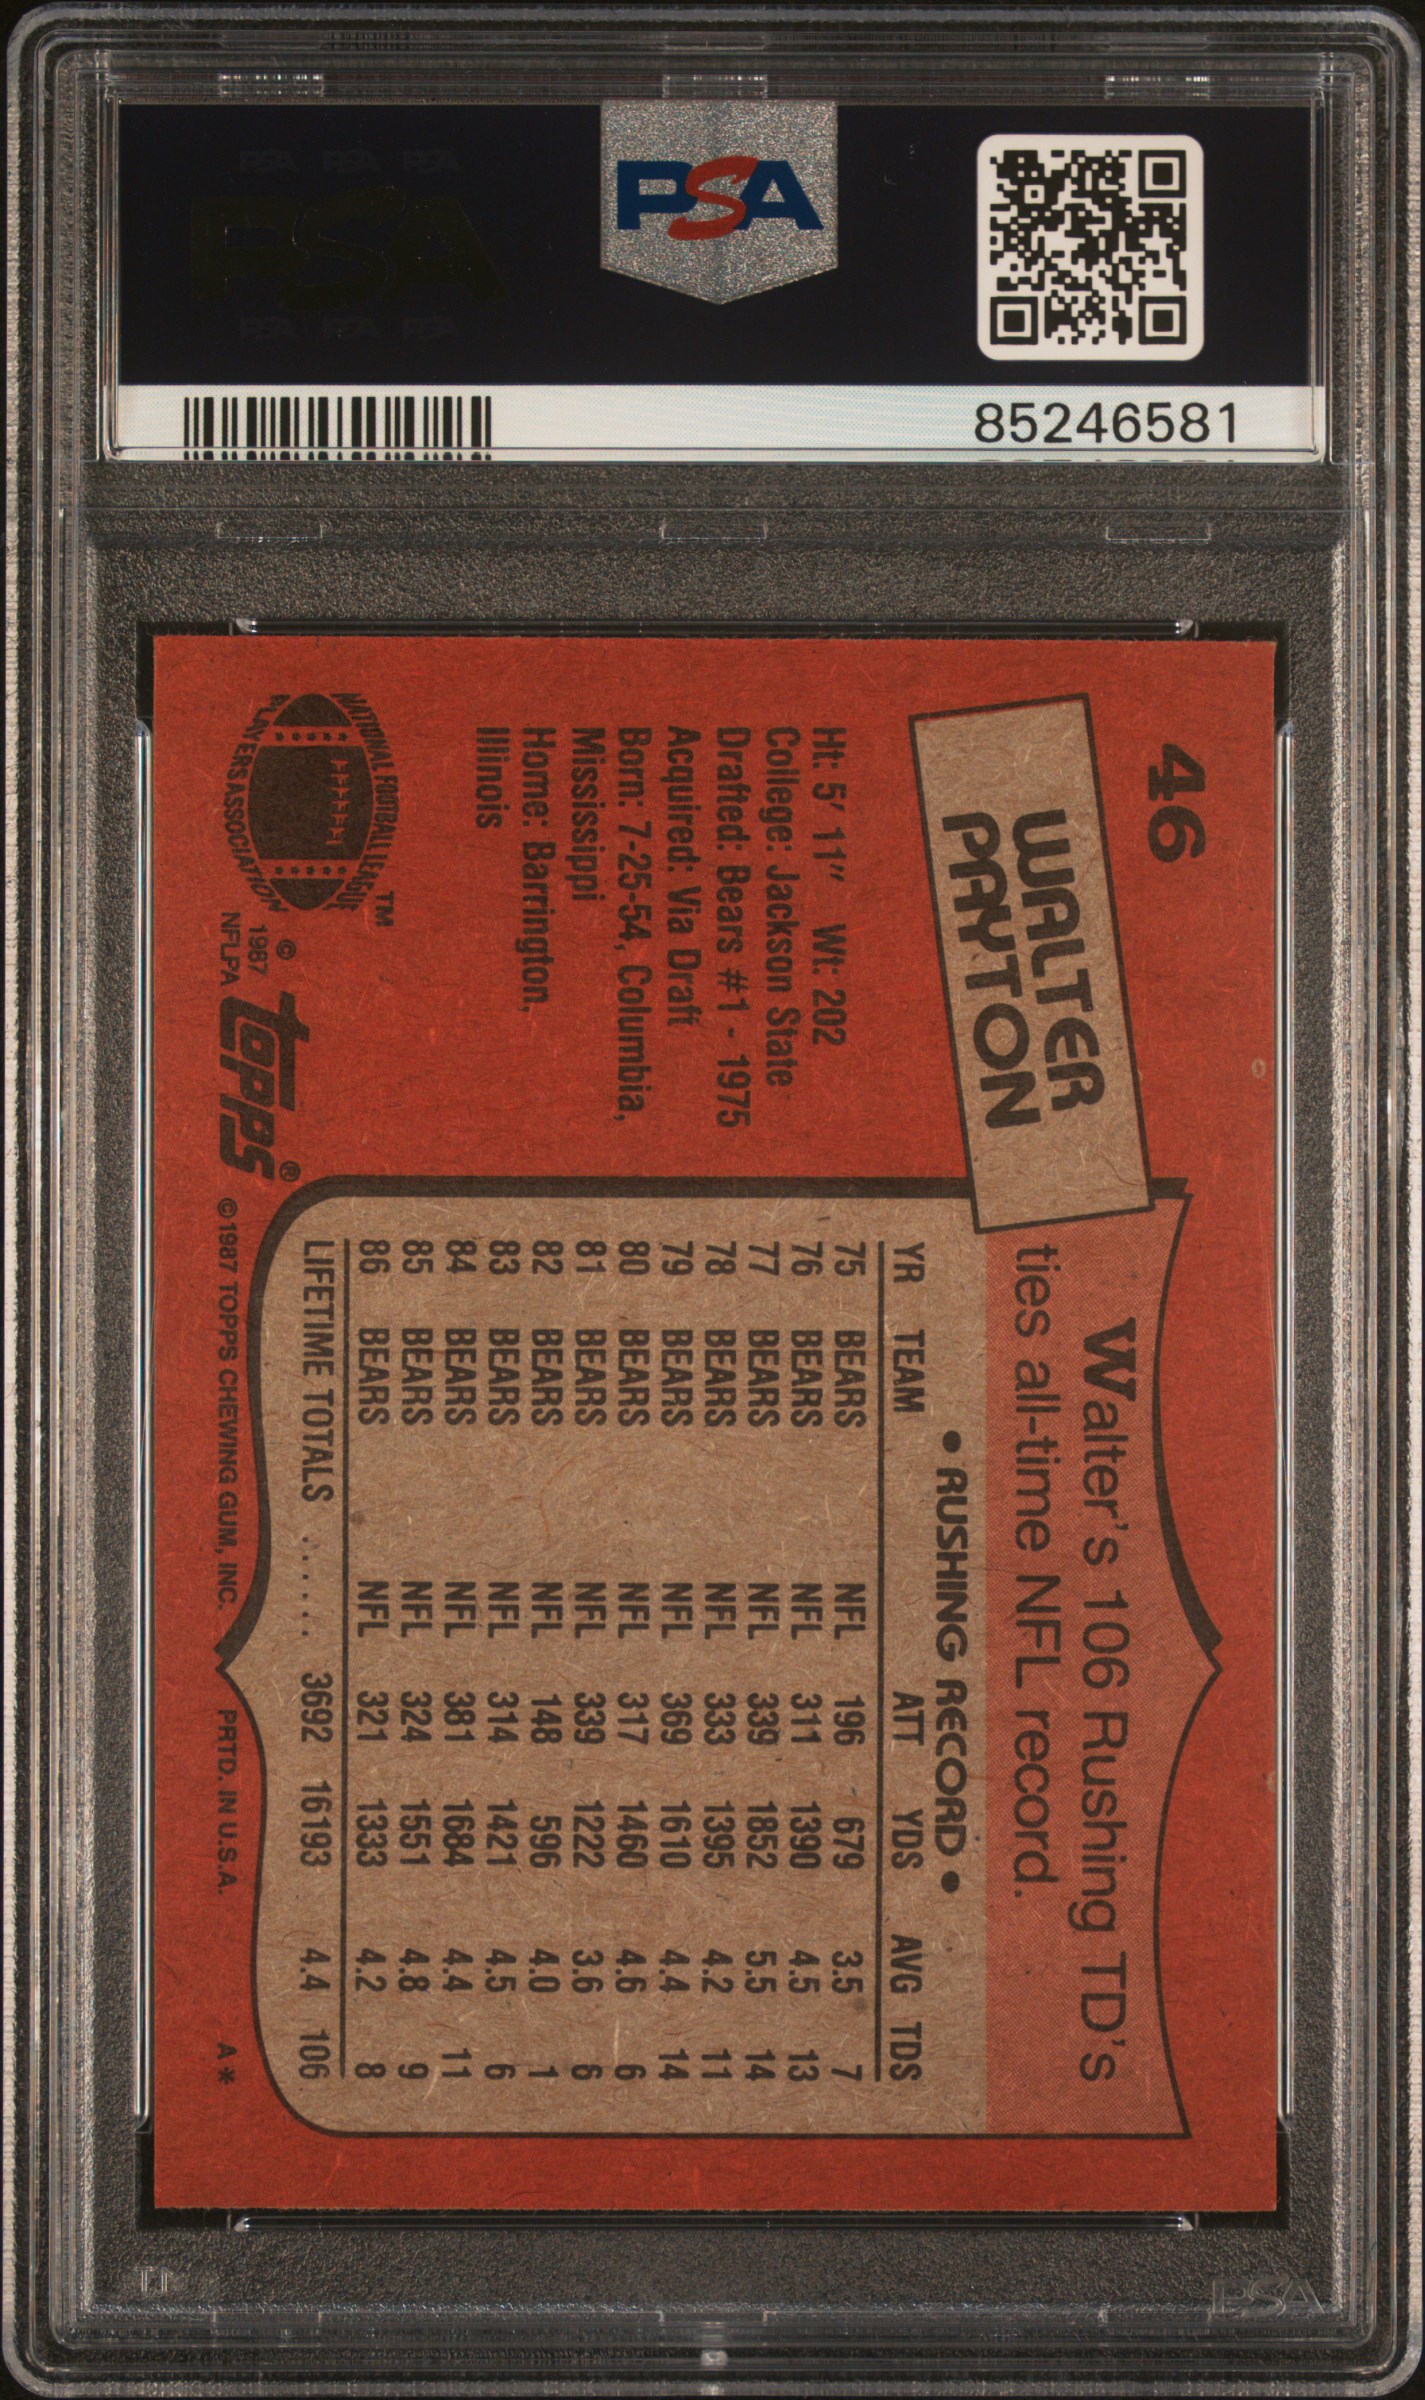 PSA PSA PSA
PSA
PSA PSA PSA
PSA
85246581
46
WALTER
PAYTON
Ht: 5' 11" Wt: 202
College: Jackson State
Drafted: Bears #1 - 1975
Acquired: Via Draft
Born: 7-25-54, Columbia,
Mississippi
Home: Barrington,
Illinois
NATIONAL FOOTBALL LEAGUE
PLAYERS ASSOCIATION
TM
©
1987
NFLPA
topps®
Walter's 106 Rushing TD's
ties all-time NFL record.
• RUSHING RECORD •
YR TEAM ATT YDS AVG TDS
75 BEARS NFL 196 679 3.5 7
76 BEARS NFL 311 1390 4.5 13
77 BEARS NFL 339 1852 5.5 14
78 BEARS NFL 333 1395 4.2 11
79 BEARS NFL 369 1610 4.4 14
80 BEARS NFL 317 1460 4.6 6
81 BEARS NFL 339 1222 3.6 6
82 BEARS NFL 148 596 4.0 1
83 BEARS NFL 314 1421 4.5 6
84 BEARS NFL 381 1684 4.4 11
85 BEARS NFL 324 1551 4.8 9
86 BEARS NFL 321 1333 4.2 8
LIFETIME TOTALS ...... 3692 16193 4.4 106
©1987 TOPPS CHEWING GUM, INC. PRTD. IN U.S.A. A*
PSA